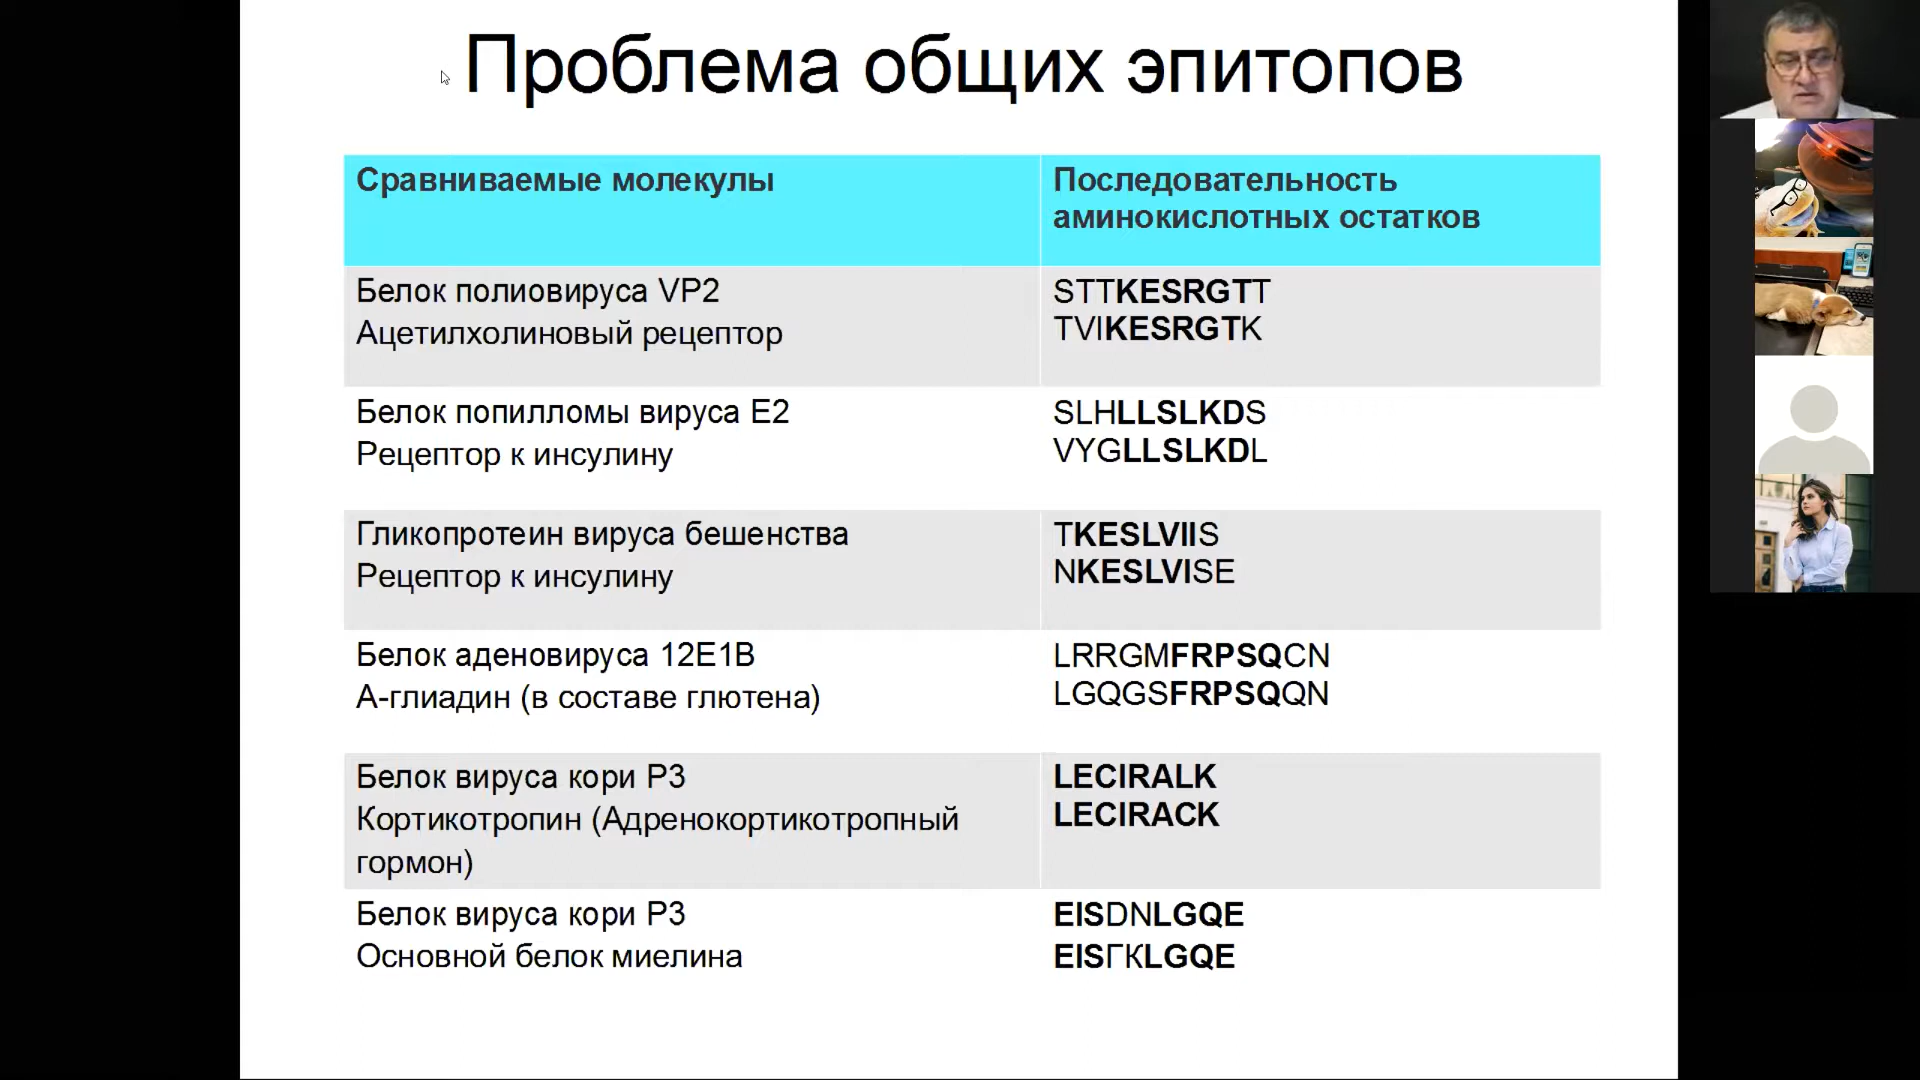 Проблема общих эпитопов
Сравниваемые молекулы
Последовательность
аминокислотных остатков
Белок полиовируса VP2
Ацетилхолиновый рецептор
STTKESRGTT
TVIKESRGTK
Белок попилломы вируса Е2
Рецептор к инсулину
SLHLLSLKDS
VYGLLSLKDL
Гликопротеин вируса бешенства
Рецептор к инсулину
TKESLVIIS
NKESLVISE
Белок аденовируса 12Е1В
А-глиадин (в составе глютена)
LRRGMFRPSQCN
LGQGSFRPSQQN
Белок вируса кори Р3
Кортикотропин (Адренокортикотропный
гормон)
LECIRALK
LECIRACK
Белок вируса кори Р3
Основной белок миелина
EISDNLGQE
EISГКLGQE